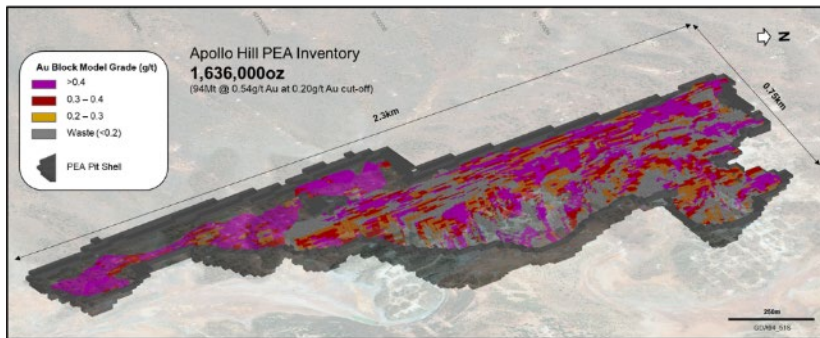 Au Block Model Grade (g/t)
>0.4
0.3 – 0.4
0.2 – 0.3
Waste (<0.2)
PEA Pit Shell
Apollo Hill PEA Inventory
1,636,000oz
(94Mt @ 0.54g/t Au at 0.20g/t Au cut-off)
2.3km
0.75km
N
250m